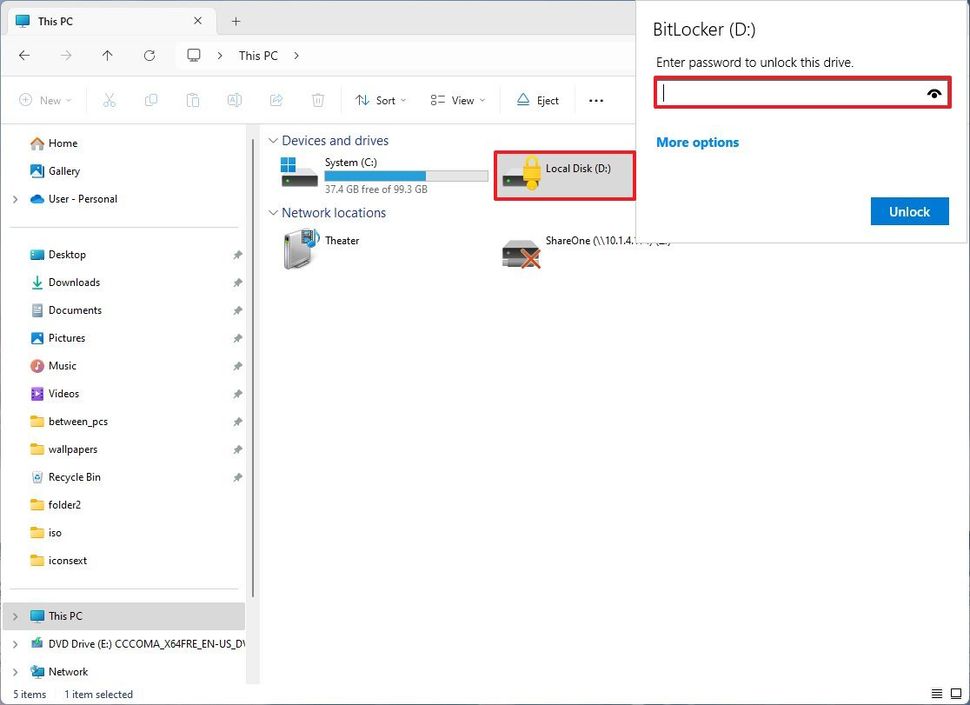 This PC
This PC
New
Sort
View
Eject
BitLocker (D:)
Enter password to unlock this drive.
More options
Unlock
Home
Gallery
User - Personal
Desktop
Downloads
Documents
Pictures
Music
Videos
between_pcs
wallpapers
Recycle Bin
folder2
iso
iconsext
This PC
DVD Drive (E:) CCCOMA_X64FRE_EN-US_DV
Network
Devices and drives
System (C:)
37.4 GB free of 99.3 GB
Local Disk (D:)
Network locations
Theater
ShareOne (\\10.1.4.
5 items
1 item selected